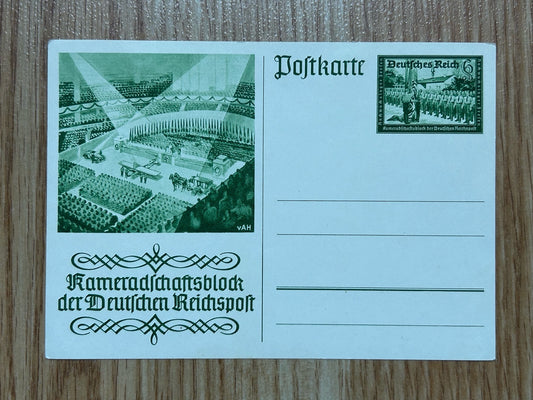 Postkarte
Deutsches Reich 6
Kameradschaftsblock der Deutschen Reichspost
vAH
Kameradschaftsblock
der Deutschen Reichspost